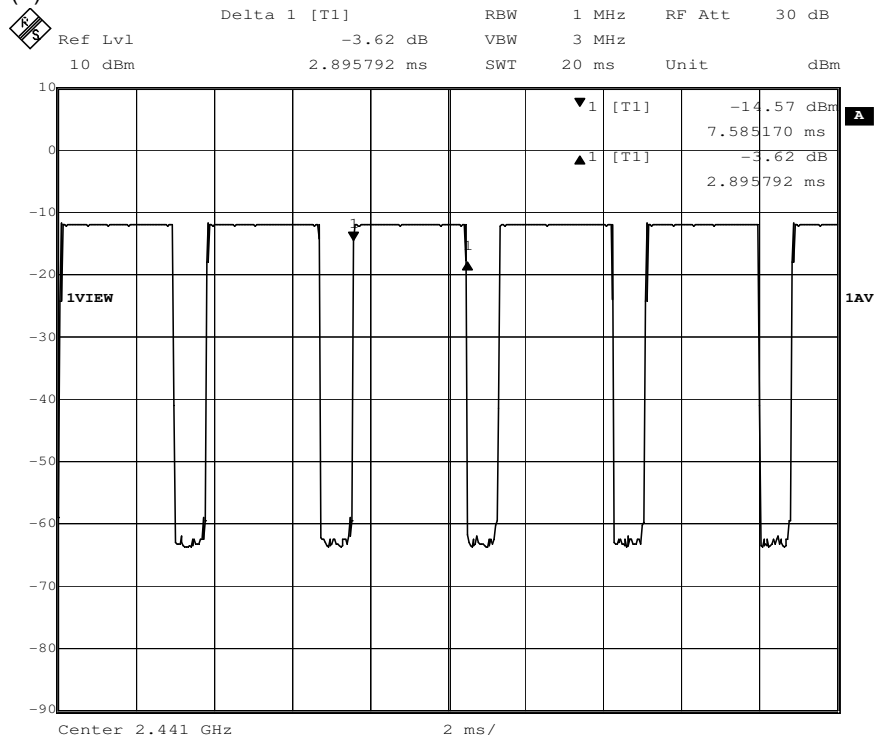 R S
Delta 1 [T1] RBW 1 MHz RF Att 30 dB
Ref Lvl -3.62 dB VBW 3 MHz
10 dBm 2.895792 ms SWT 20 ms Unit dBm
10
▼1 [T1] -14.57 dBm A
7.585170 ms
0
▲1 [T1] -3.62 dB
2.895792 ms
-10
1
1
-20
1VIEW 1AV
-30
-40
-50
-60
-70
-80
-90
Center 2.441 GHz 2 ms/